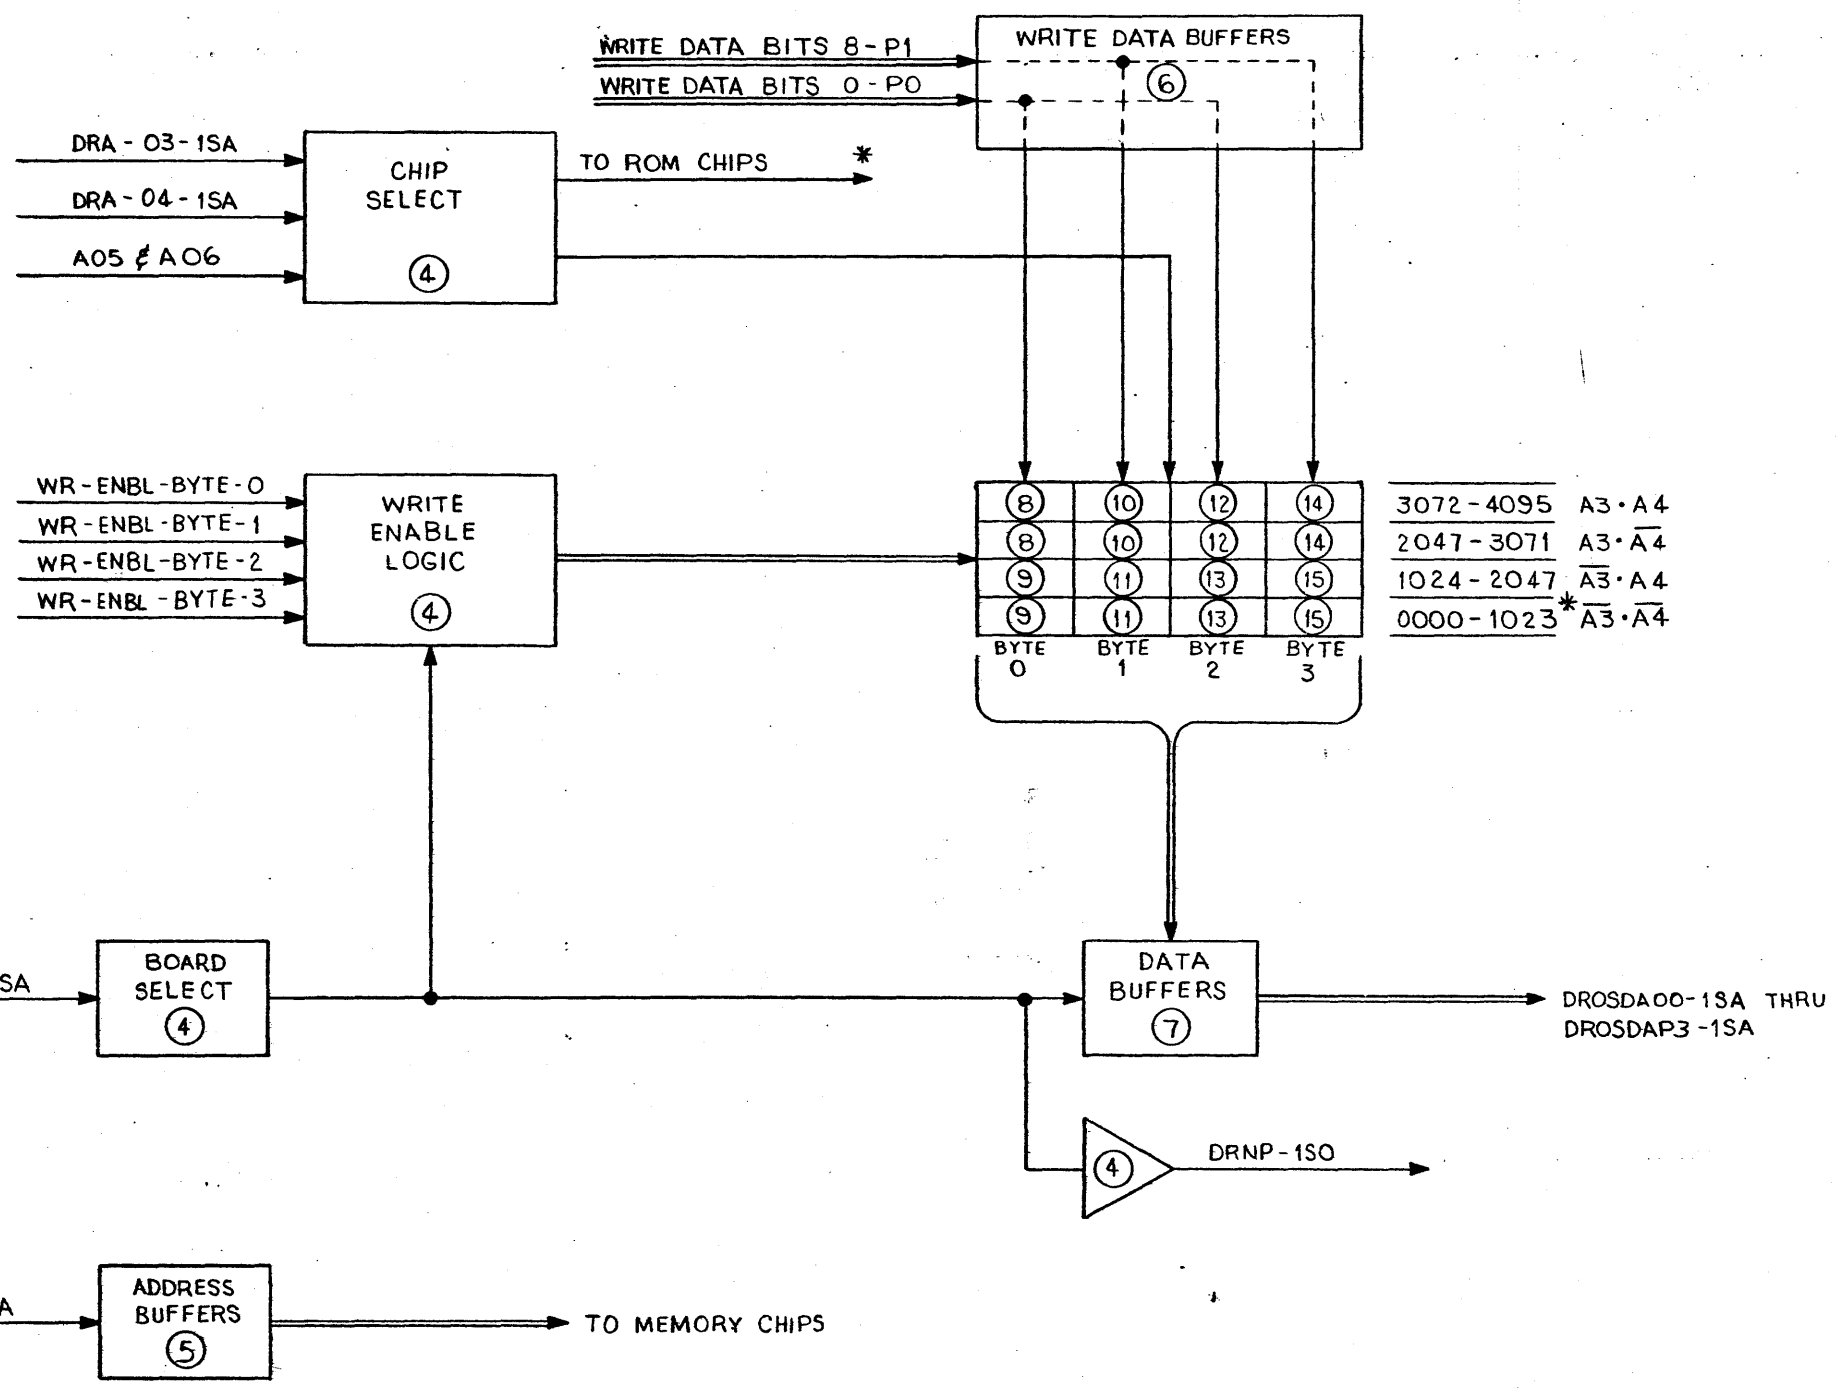 WRITE DATA BITS 8-P1
WRITE DATA BITS 0-P0
WRITE DATA BUFFERS
6
DRA-03-1SA
DRA-04-1SA
A05 & A06
CHIP
SELECT
4
TO ROM CHIPS *
WR-ENBL-BYTE-0
WR-ENBL-BYTE-1
WR-ENBL-BYTE-2
WR-ENBL-BYTE-3
WRITE
ENABLE
LOGIC
4
8 10 12 14 3072-4095 A3·A4
8 10 12 14 2047-3071 A3·A̅4̅
9 11 13 15 1024-2047 A̅3̅·A4
9 11 13 15 0000-1023 * A̅3̅·A̅4̅
BYTE BYTE BYTE BYTE
0 1 2 3
SA
BOARD
SELECT
4
DATA
BUFFERS
7
DROSDA00-1SA THRU
DROSDAP3-1SA
4
DRNP-1SO
A
ADDRESS
BUFFERS
5
TO MEMORY CHIPS